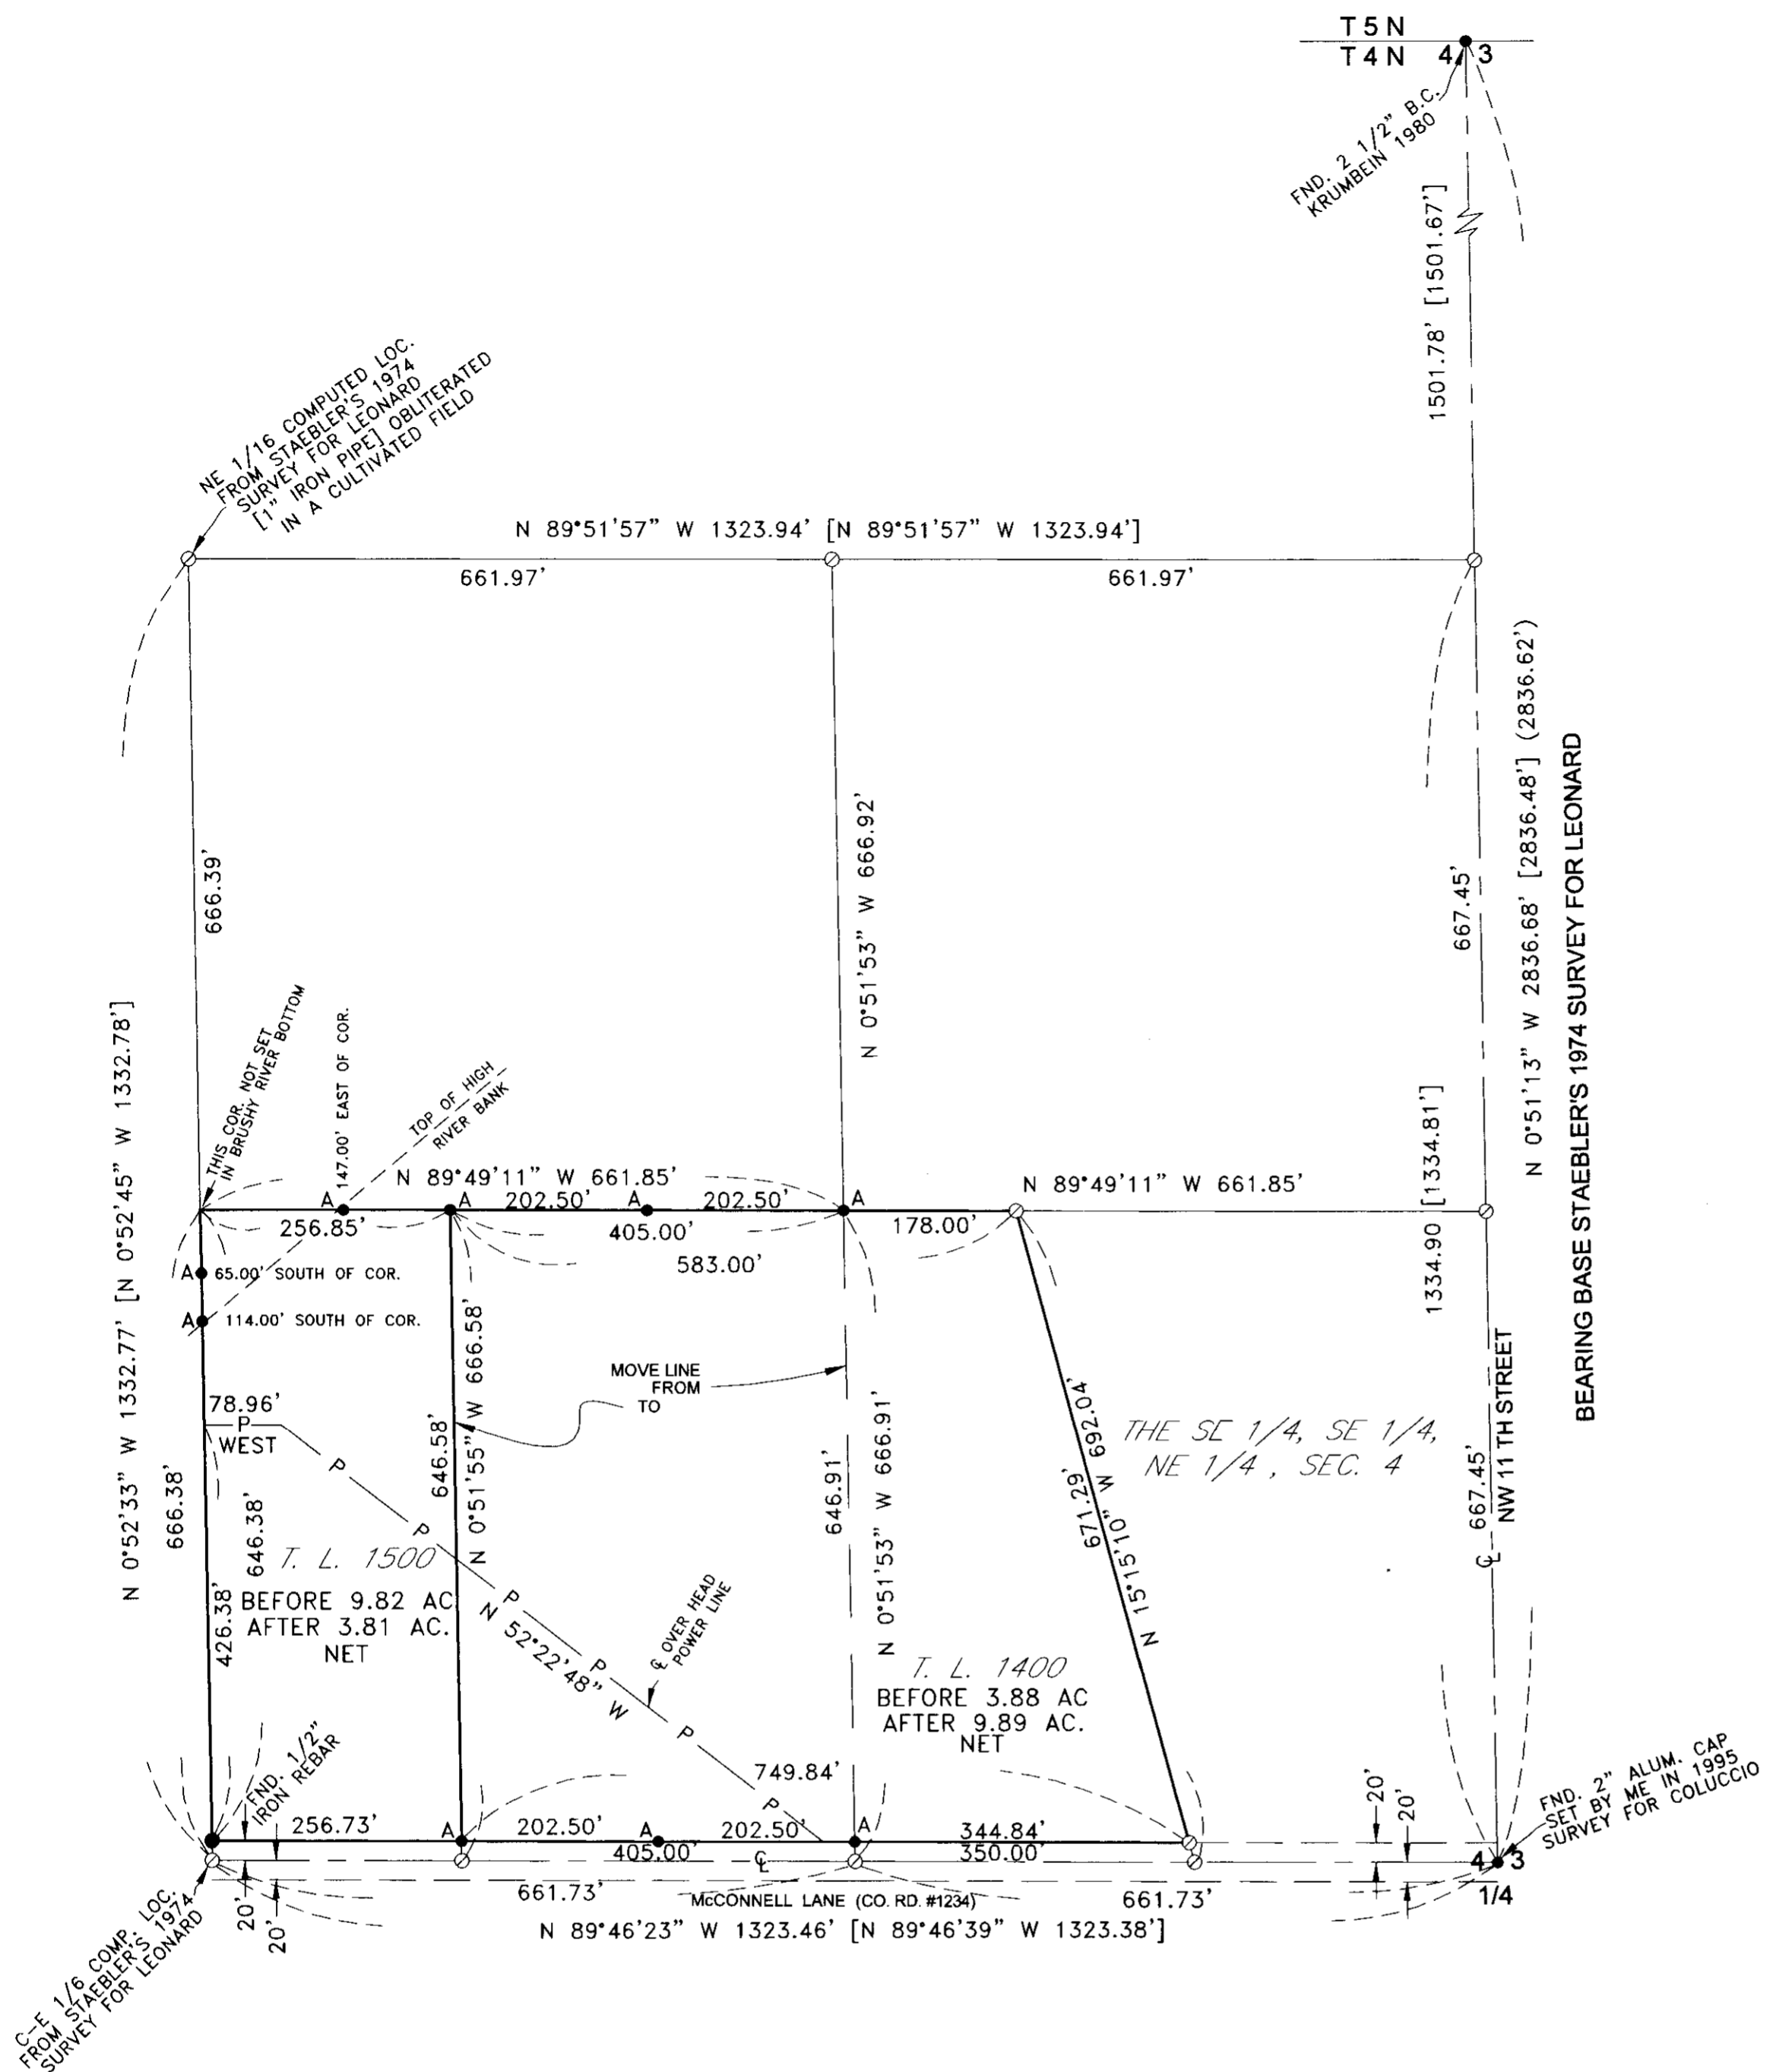 T 5 N
T 4 N
4 3
FND. 2 1/2" B.C.
KRUMBEIN 1980
1501.78' [1501.67']
NE 1/16 COMPUTED LOC.
FROM STAEBLER'S 1974
SURVEY FOR LEONARD
[1" IRON PIPE] OBLITERATED
IN A CULTIVATED FIELD
N 89°51'57" W 1323.94' [N 89°51'57" W 1323.94']
661.97'
661.97'
666.39'
N 0°51'53" W 666.92'
667.45'
N 0°51'13" W 2836.68' [2836.48'] (2836.62')
BEARING BASE STAEBLER'S 1974 SURVEY FOR LEONARD
N 0°52'33" W 1332.77' [N 0°52'45" W 1332.78']
THIS COR. NOT SET
IN BRUSHY RIVER BOTTOM
147.00' EAST OF COR.
TOP OF HIGH
RIVER BANK
1334.90 [1334.81']
N 89°49'11" W 661.85'
N 89°49'11" W 661.85'
A
A
202.50'
A
202.50'
A
256.85'
405.00'
178.00'
583.00'
A 65.00' SOUTH OF COR.
A 114.00' SOUTH OF COR.
MOVE LINE
FROM
TO
78.96'
P
WEST
666.38'
646.38'
426.38'
646.58'
N 0°51'55" W 666.58'
646.91'
N 0°51'53" W 666.91'
671.29'
N 15°15'10" W 692.04'
THE SE 1/4, SE 1/4,
NE 1/4 , SEC. 4
667.45'
NW 11 TH STREET
P
P
P
P
P
P
T. L. 1500
BEFORE 9.82 AC
AFTER 3.81 AC.
NET
N 52°22'48" W
℄ OVER HEAD
POWER LINE
T. L. 1400
BEFORE 3.88 AC
AFTER 9.89 AC.
NET
FND. 1/2"
IRON REBAR
749.84'
256.73'
A
202.50'
A
202.50'
A
344.84'
405.00'
℄
350.00'
20'
20'
4 3
1/4
FND. 2" ALUM. CAP
SET BY ME IN 1995
SURVEY FOR COLUCCIO
661.73'
McCONNELL LANE (CO. RD. #1234)
661.73'
20'
20'
N 89°46'23" W 1323.46' [N 89°46'39" W 1323.38']
C-E 1/6 COMP. LOC.
FROM STAEBLER'S 1974
SURVEY FOR LEONARD
℄